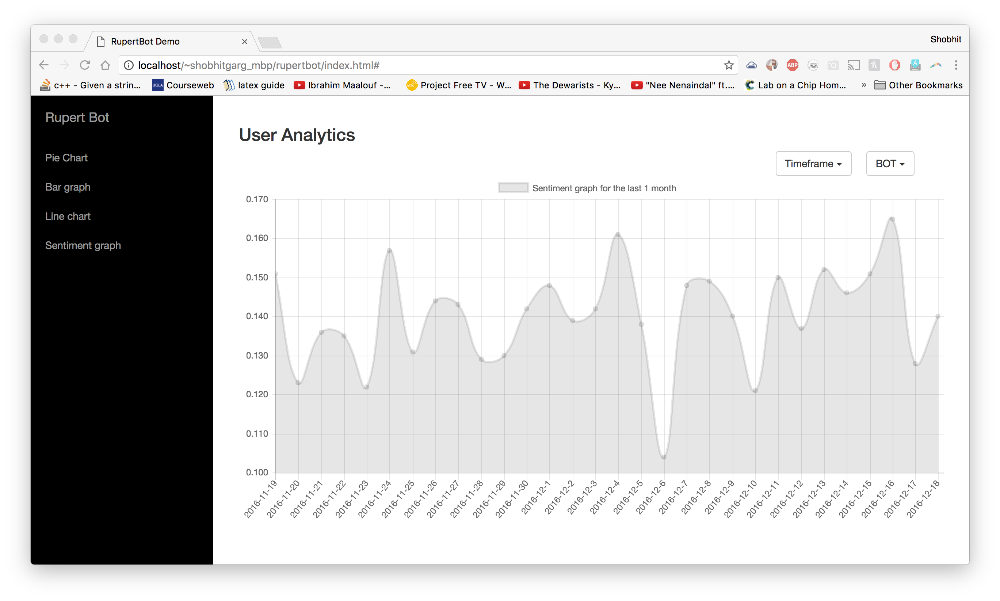 RupertBot Demo
Shobhit
localhost/~shobhitgarg_mbp/rupertbot/index.html#
ABP
A
c++ - Given a strin...
UCLA
Courseweb
latex guide
Ibrahim Maalouf -...
Project Free TV - W...
The Dewarists - Ky...
"Nee Nenaindal" ft....
Lab on a Chip Hom...
»
Other Bookmarks
Rupert Bot
Pie Chart
Bar graph
Line chart
Sentiment graph
User Analytics
Timeframe
BOT
Sentiment graph for the last 1 month
0.170
0.160
0.150
0.140
0.130
0.120
0.110
0.100
2016-11-19
2016-11-20
2016-11-21
2016-11-22
2016-11-23
2016-11-24
2016-11-25
2016-11-26
2016-11-27
2016-11-28
2016-11-29
2016-11-30
2016-12-1
2016-12-2
2016-12-3
2016-12-4
2016-12-5
2016-12-6
2016-12-7
2016-12-8
2016-12-9
2016-12-10
2016-12-11
2016-12-12
2016-12-13
2016-12-14
2016-12-15
2016-12-16
2016-12-17
2016-12-18